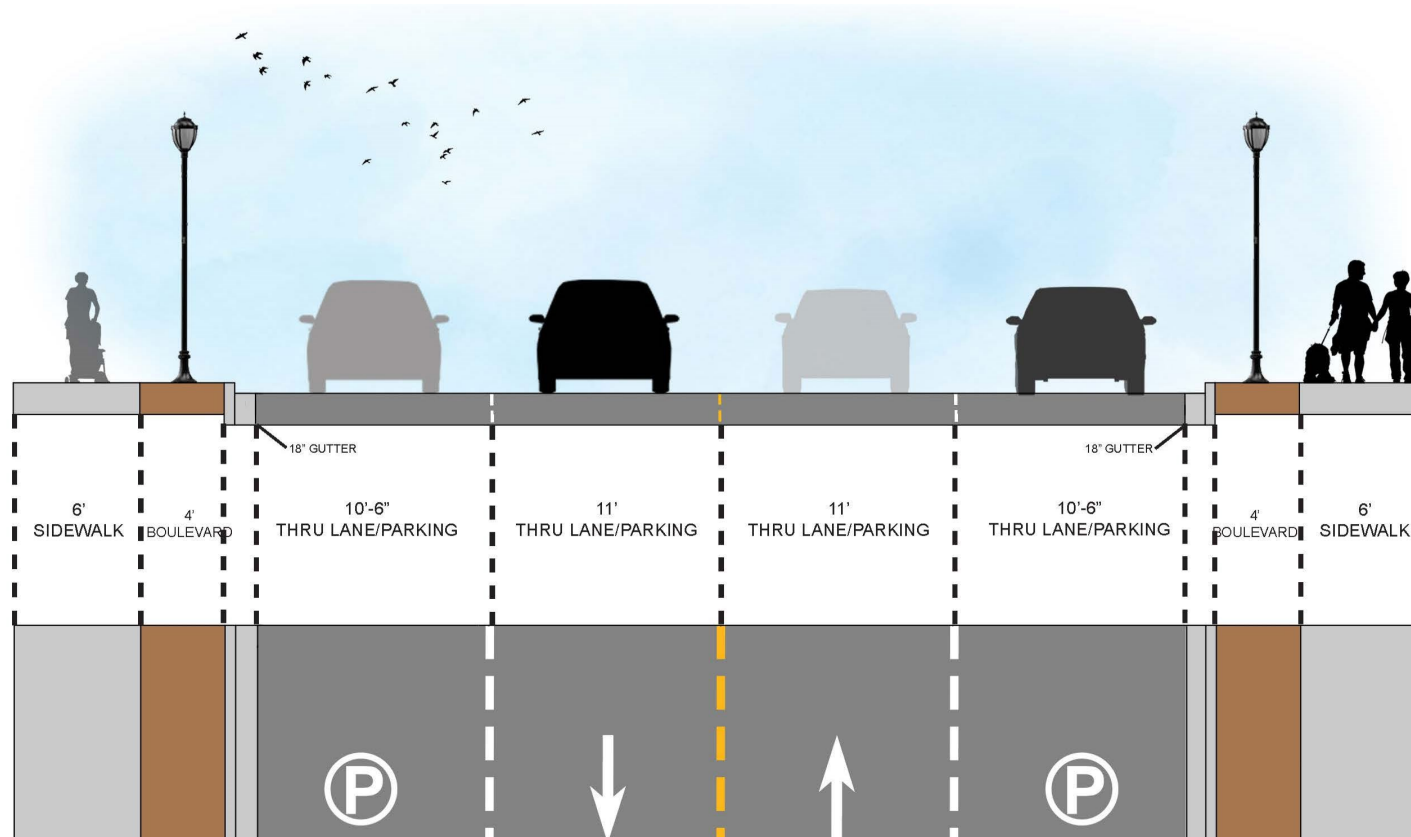 18” GUTTER
18” GUTTER
6’
SIDEWALK
4’
BOULEVARD
10’-6”
THRU LANE/PARKING
11’
THRU LANE/PARKING
11’
THRU LANE/PARKING
10’-6”
THRU LANE/PARKING
4’
BOULEVARD
6’
SIDEWALK
P
P